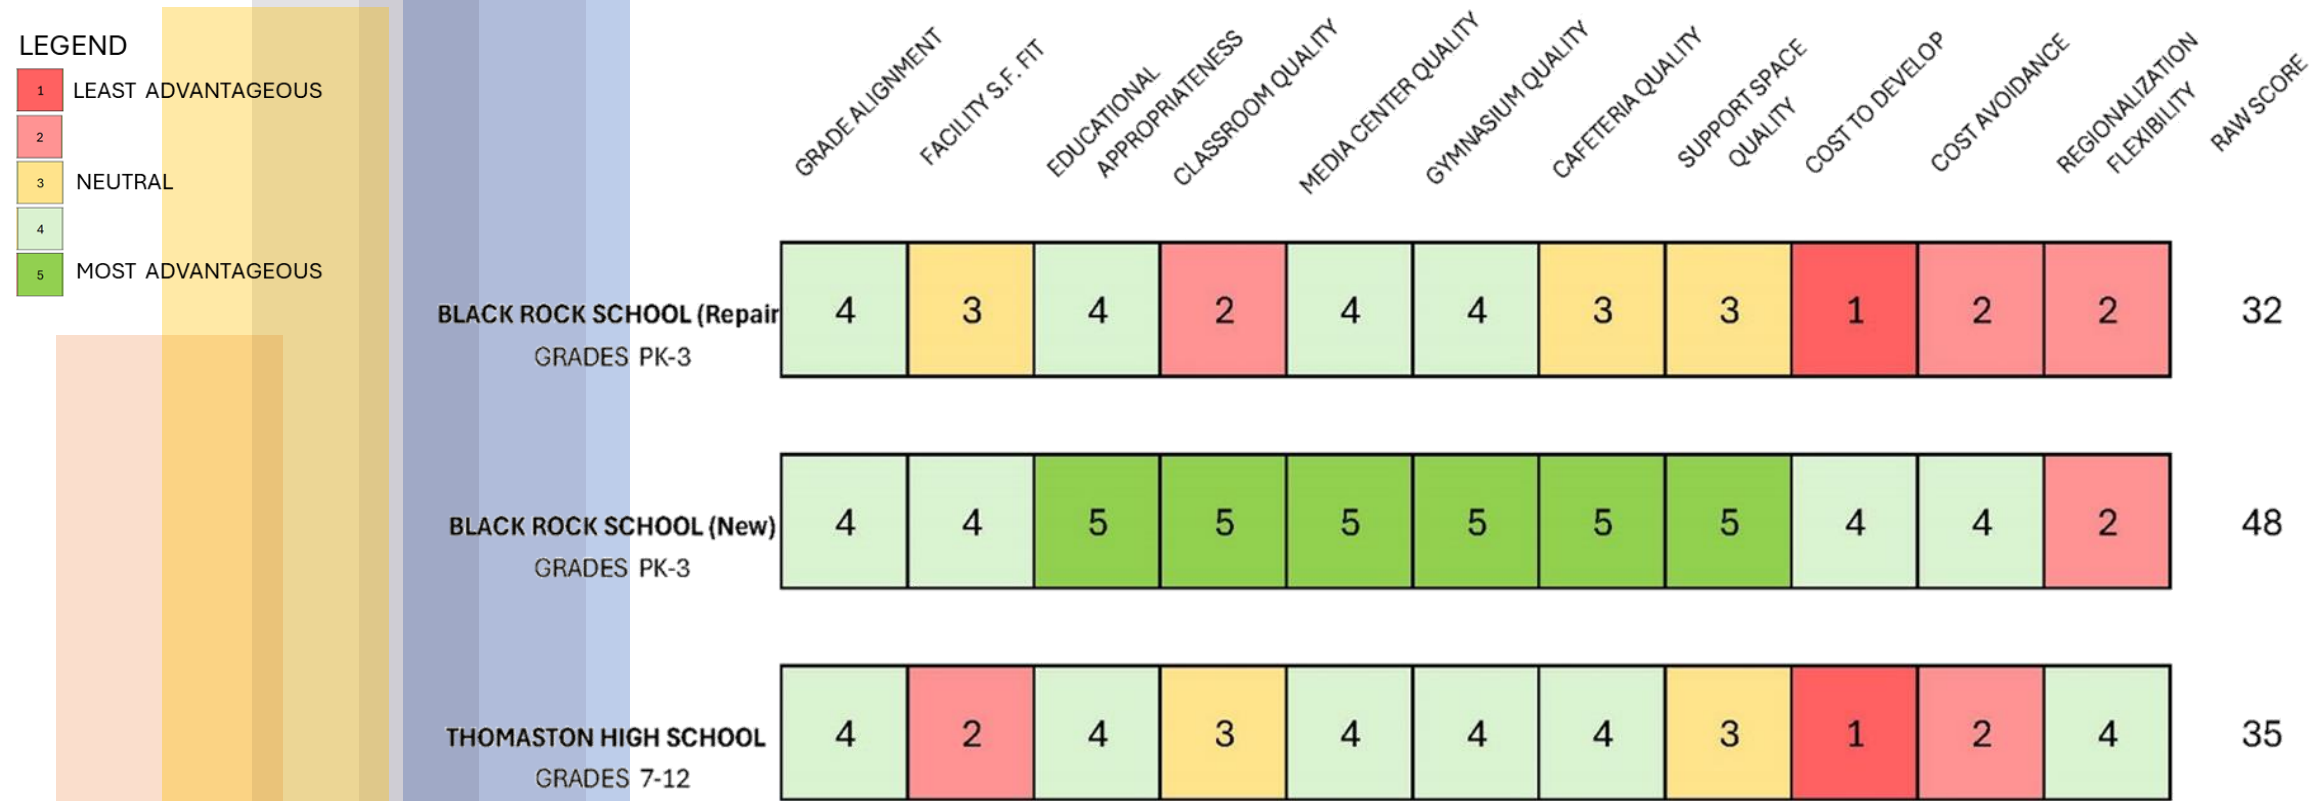 LEGEND
1 LEAST ADVANTAGEOUS
2
3 NEUTRAL
4
5 MOST ADVANTAGEOUS
GRADE ALIGNMENT
FACILITY S.F. FIT
EDUCATIONAL
APPROPRIATENESS
CLASSROOM QUALITY
MEDIA CENTER QUALITY
GYMNASIUM QUALITY
CAFETERIA QUALITY
SUPPORT SPACE
QUALITY
COST TO DEVELOP
COST AVOIDANCE
REGIONALIZATION
FLEXIBILITY
RAW SCORE
BLACK ROCK SCHOOL (Repair
GRADES PK-3
4 3 4 2 4 4 3 3 1 2 2 32
BLACK ROCK SCHOOL (New)
GRADES PK-3
4 4 5 5 5 5 5 5 4 4 2 48
THOMASTON HIGH SCHOOL
GRADES 7-12
4 2 4 3 4 4 4 3 1 2 4 35